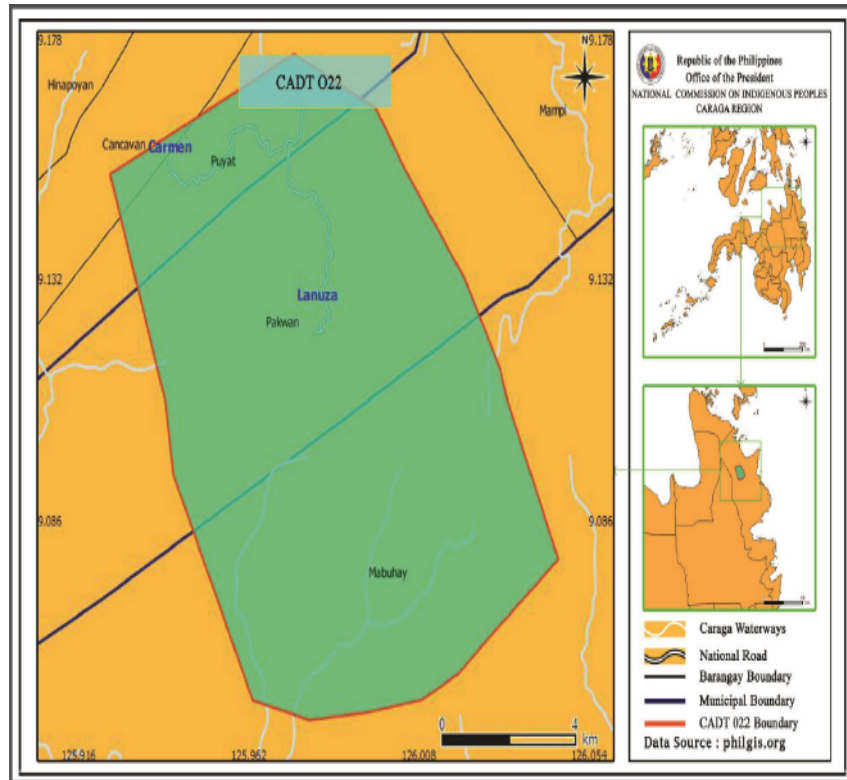 9.178
9.178
CADT O22
N
Hinapoyan
Mampi
Cancavan
Carmen
Puyat
9.132
9.132
Lanuza
Pakwan
9.086
9.086
Mabuhay
0
4
km
125.916
125.962
126.008
126.054
Republic of the Philippines
Office of the President
NATIONAL COMMISSION ON INDIGENOUS PEOPLES
CARAGA REGION
Caraga Waterways
National Road
Barangay Boundary
Municipal Boundary
CADT 022 Boundary
Data Source : philgis.org